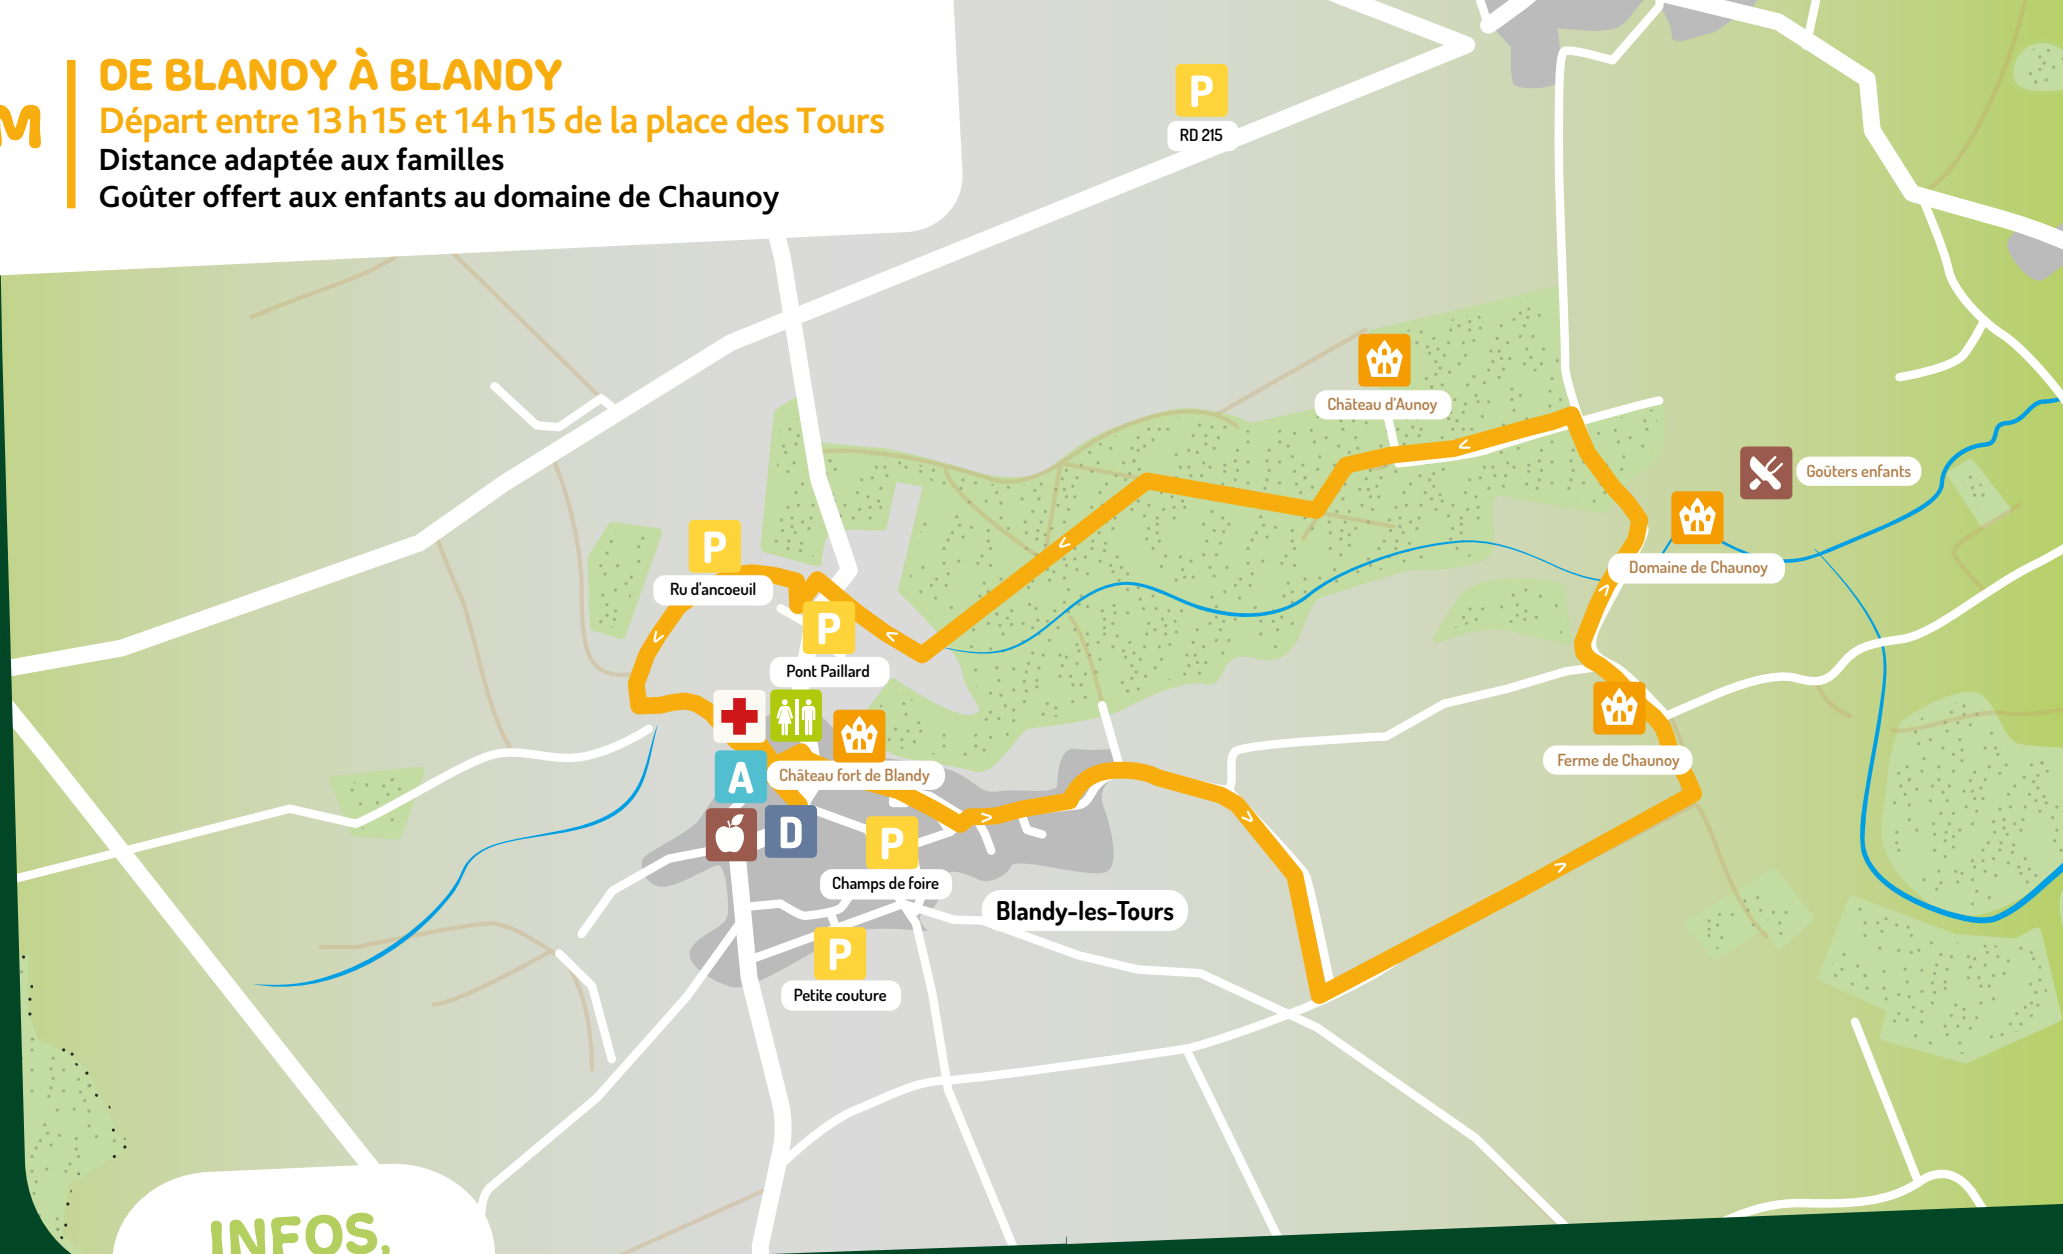 M
DE BLANDY À BLANDY
Départ entre 13 h 15 et 14 h 15 de la place des Tours
Distance adaptée aux familles
Goûter offert aux enfants au domaine de Chaunoy
P
RD 215
Château d'Aunoy
Goûters enfants
Domaine de Chaunoy
P
Ru d'ancoeuil
P
Pont Paillard
Château fort de Blandy
A
D
P
Champs de foire
Ferme de Chaunoy
Blandy-les-Tours
P
Petite couture
INFOS,